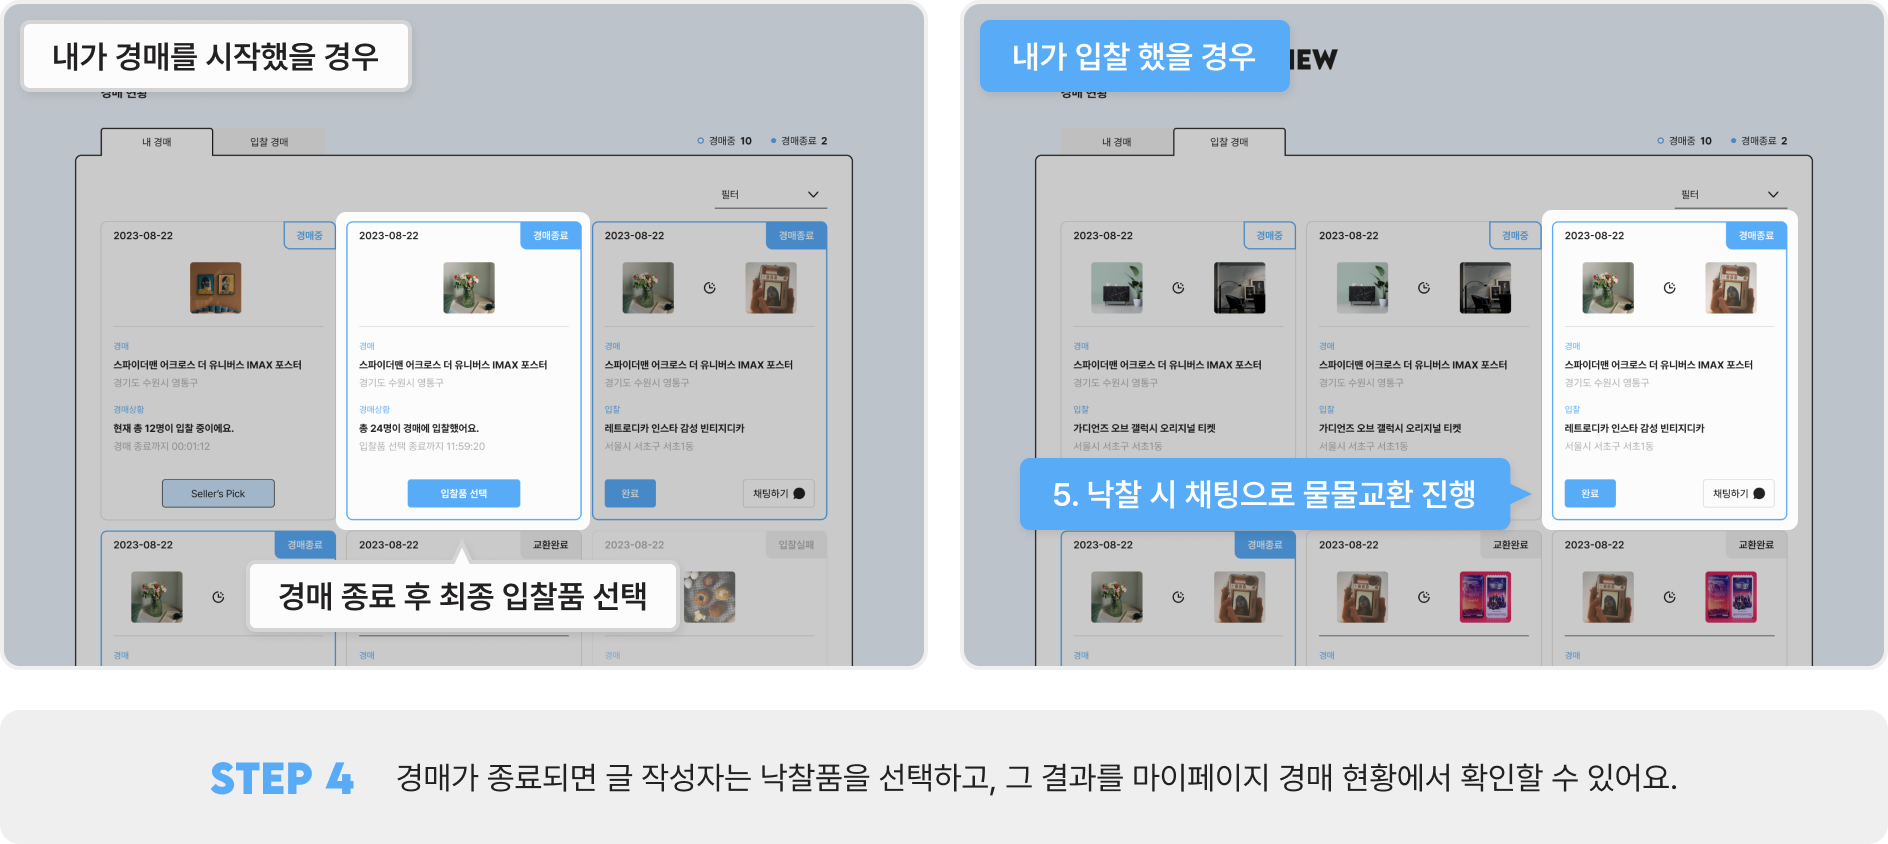 내가 경매를 시작했을 경우
경매 현황
내 경매
입찰 경매
경매중 10
경매종료 2
필터
2023-08-22
경매중
경매
스파이더맨 어크로스 더 유니버스 IMAX 포스터
경기도 수원시 영통구
경매상황
현재 총 12명이 입찰 중이에요.
경매 종료까지 00:01:12
Seller's Pick
2023-08-22
경매종료
경매
스파이더맨 어크로스 더 유니버스 IMAX 포스터
경기도 수원시 영통구
경매상황
총 24명이 경매에 입찰했어요.
입찰품 선택 종료까지 11:59:20
입찰품 선택
2023-08-22
경매종료
경매
스파이더맨 어크로스 더 유니버스 IMAX 포스터
경기도 수원시 영통구
입찰
레트로디카 인스타 감성 빈티지디카
서울시 서초구 서초1동
완료
채팅하기
2023-08-22
경매종료
경매
2023-08-22
교환완료
경매
2023-08-22
입찰실패
경매
경매 종료 후 최종 입찰품 선택
내가 입찰 했을 경우
IEW
경매 현황
내 경매
입찰 경매
경매중 10
경매종료 2
필터
2023-08-22
경매중
경매
스파이더맨 어크로스 더 유니버스 IMAX 포스터
경기도 수원시 영통구
입찰
가디언즈 오브 갤럭시 오리지널 티켓
서울시 서초구 서초1동
2023-08-22
경매중
경매
스파이더맨 어크로스 더 유니버스 IMAX 포스터
경기도 수원시 영통구
입찰
가디언즈 오브 갤럭시 오리지널 티켓
서울시 서초구 서초1동
2023-08-22
경매종료
경매
스파이더맨 어크로스 더 유니버스 IMAX 포스터
경기도 수원시 영통구
입찰
레트로디카 인스타 감성 빈티지디카
서울시 서초구 서초1동
완료
채팅하기
5. 낙찰 시 채팅으로 물물교환 진행
2023-08-22
경매종료
경매
2023-08-22
교환완료
경매
2023-08-22
교환완료
경매
STEP 4
경매가 종료되면 글 작성자는 낙찰품을 선택하고, 그 결과를 마이페이지 경매 현황에서 확인할 수 있어요.